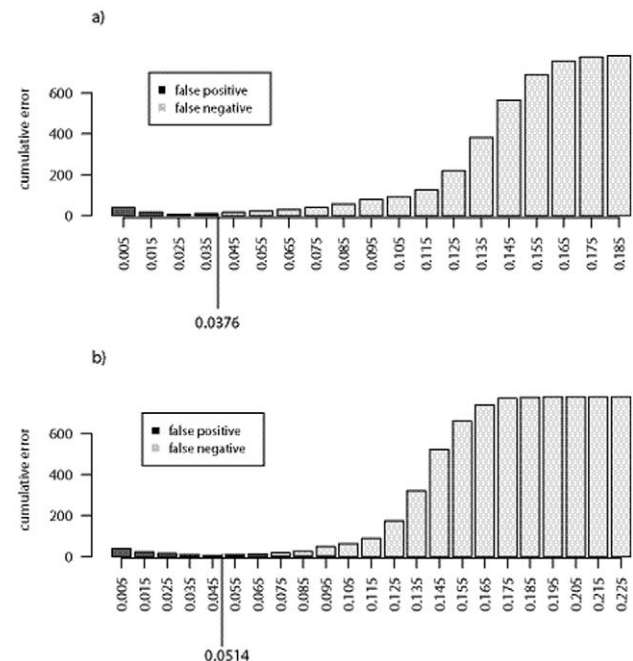 a)
false positive
false negative
cumulative error
600
400
200
0
0.005 0.015 0.025 0.035 0.045 0.055 0.065 0.075 0.085 0.095 0.105 0.115 0.125 0.135 0.145 0.155 0.165 0.175 0.185
0.0376
b)
false positive
false negative
cumulative error
600
400
200
0
0.005 0.015 0.025 0.035 0.045 0.055 0.065 0.075 0.085 0.095 0.105 0.115 0.125 0.135 0.145 0.155 0.165 0.175 0.185 0.195 0.205 0.215 0.225
0.0514